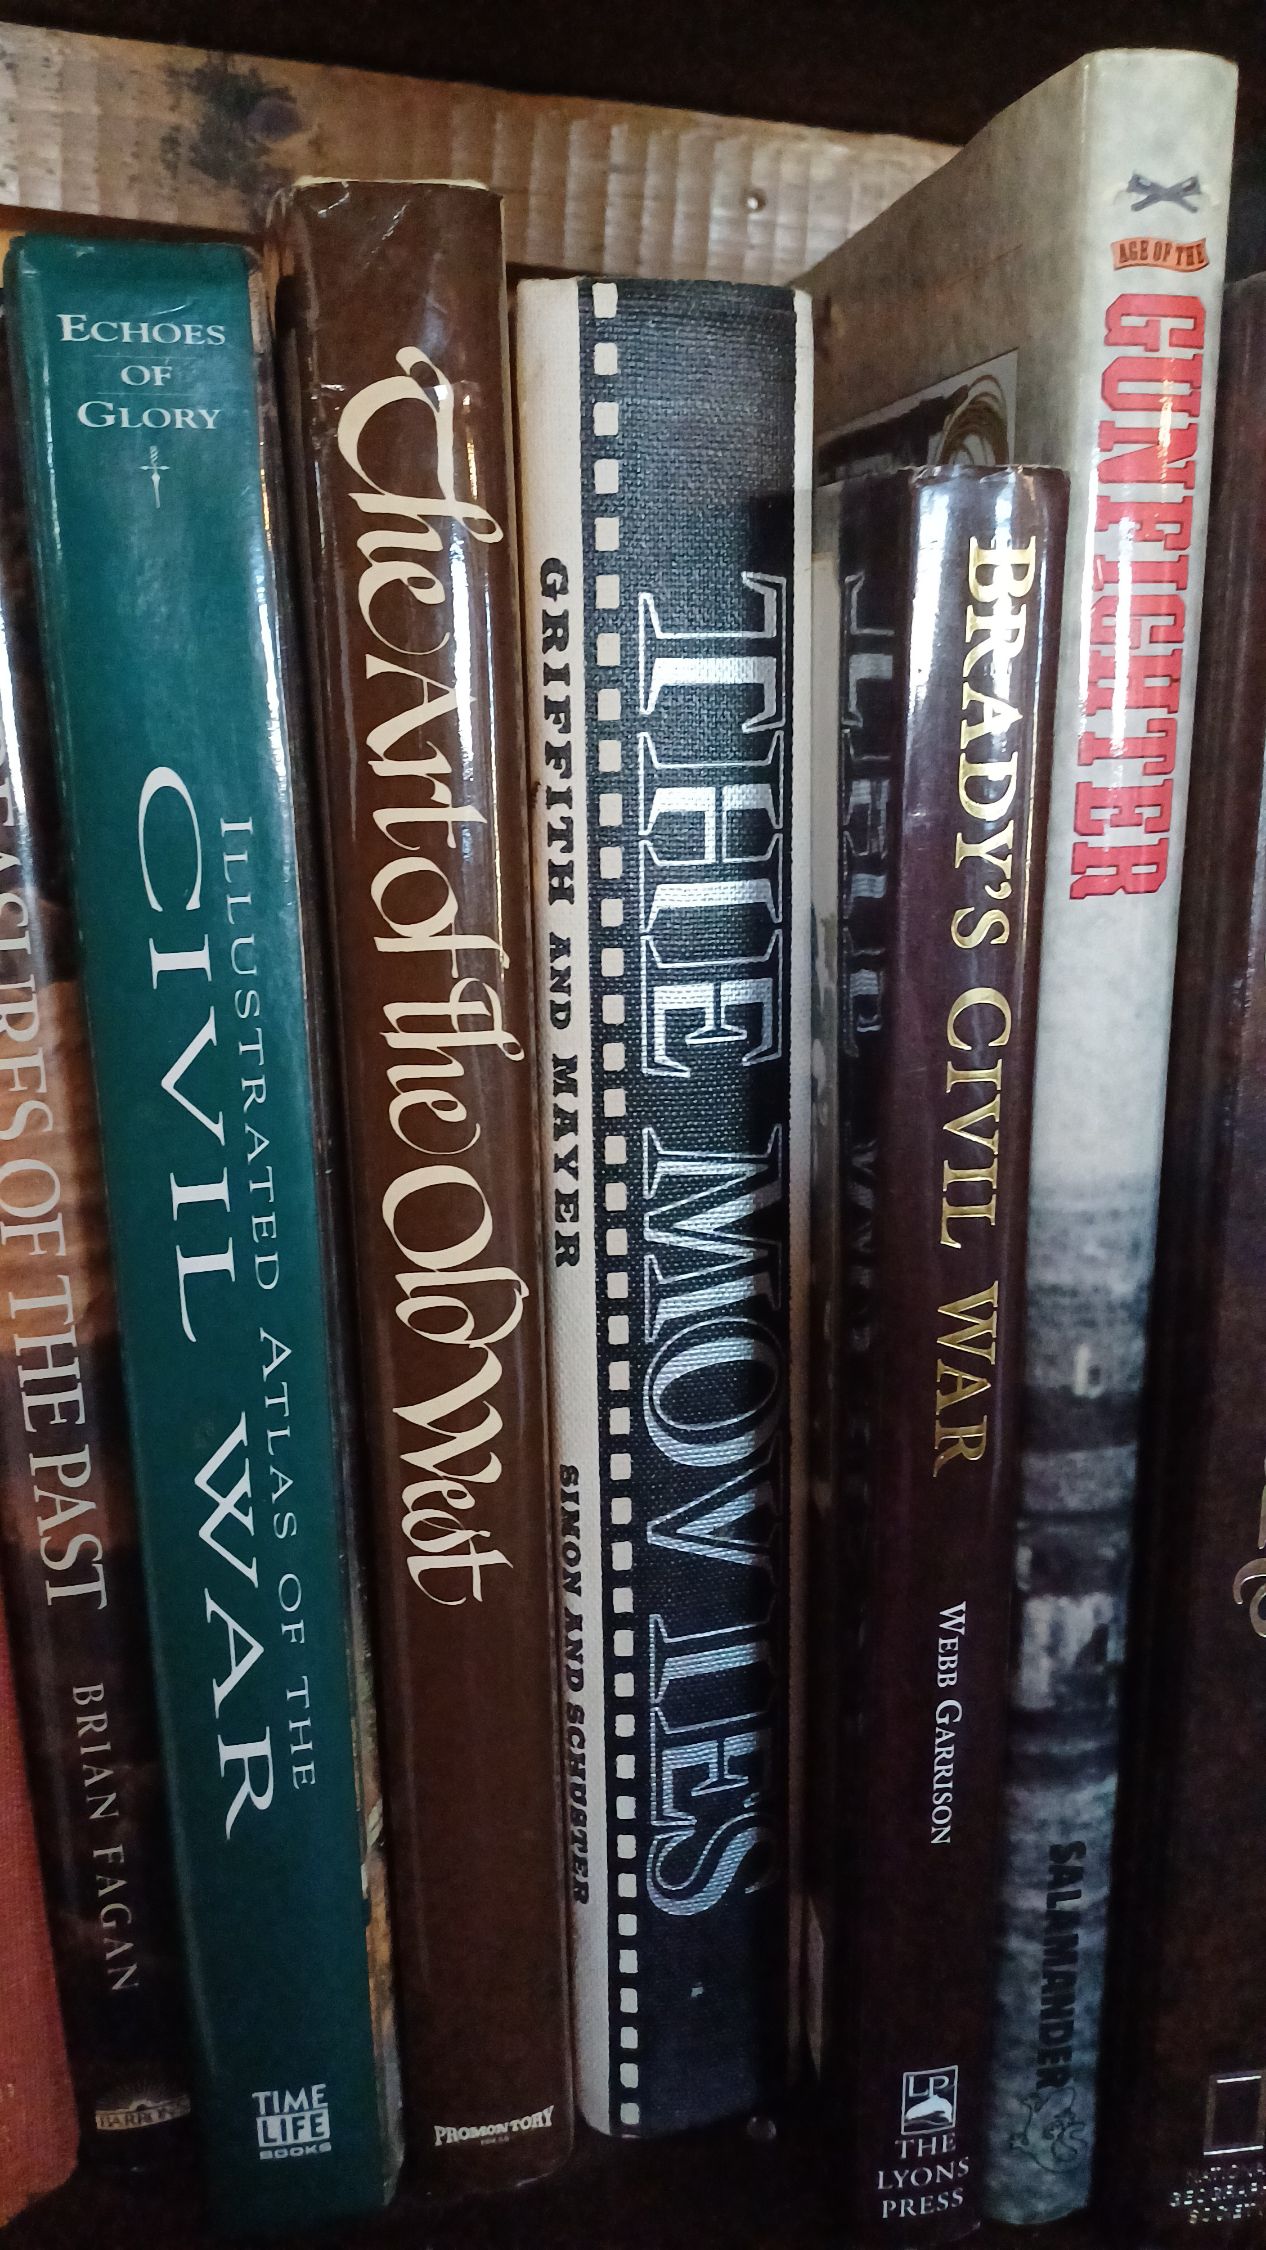 OF THE PAST
BRIAN FAGAN
BARRON'S
ECHOES
OF
GLORY
ILLUSTRATED ATLAS OF THE
CIVIL WAR
TIME
LIFE
BOOKS
The Art of the Old West
PROMONTORY
GRIFFITH AND MAYER
SIMON AND SCHUSTER
THE MOVIES
BRADY'S CIVIL WAR
WEBB GARRISON
LP
THE
LYONS
PRESS
AGE OF THE
GUNFIGHTER
SALAMANDER